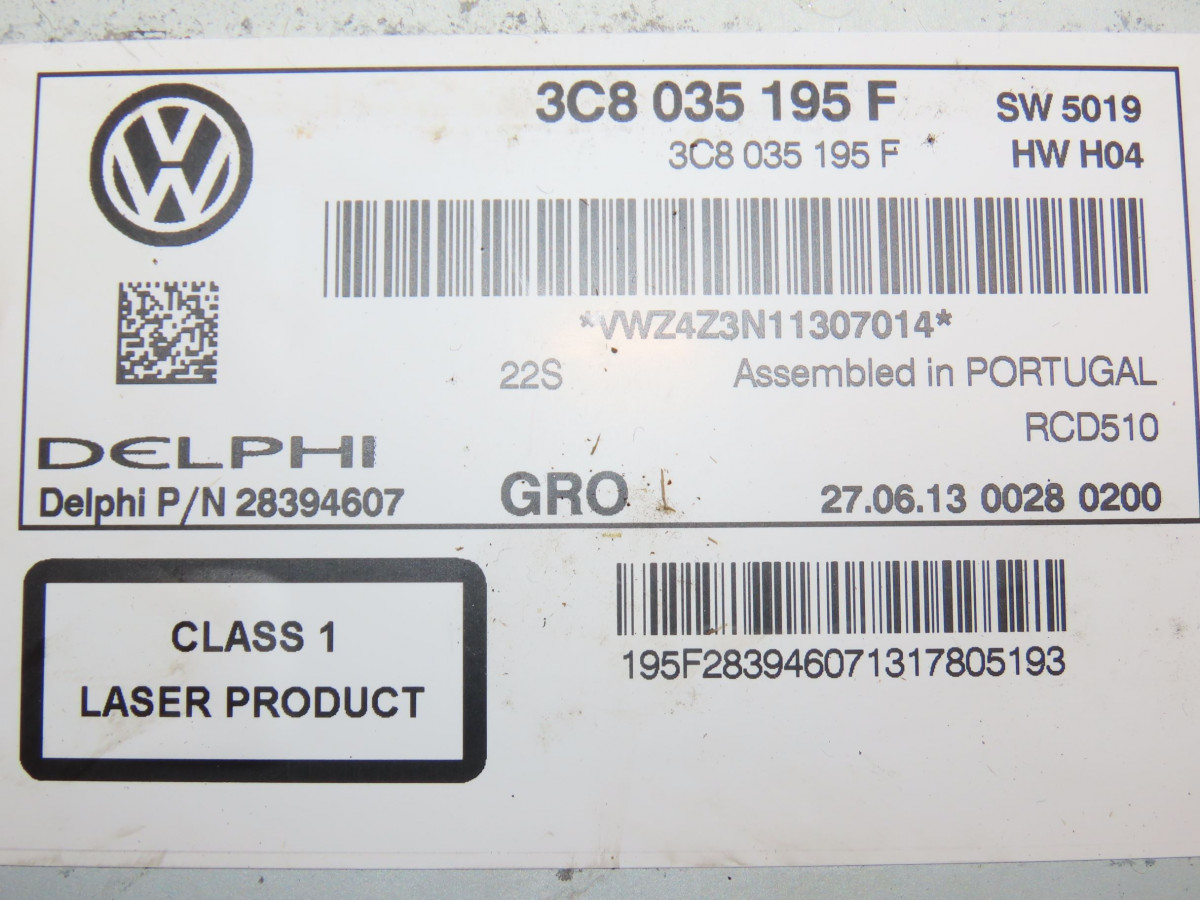 3C8 035 195 F SW 5019
3C8 035 195 F HW H04
*VWZ4Z3N11307014*
22S Assembled in PORTUGAL
RCD510
DELPHI
Delphi P/N 28394607 GRO 27.06.13 0028 0200
CLASS 1
LASER PRODUCT
195F283946071317805193